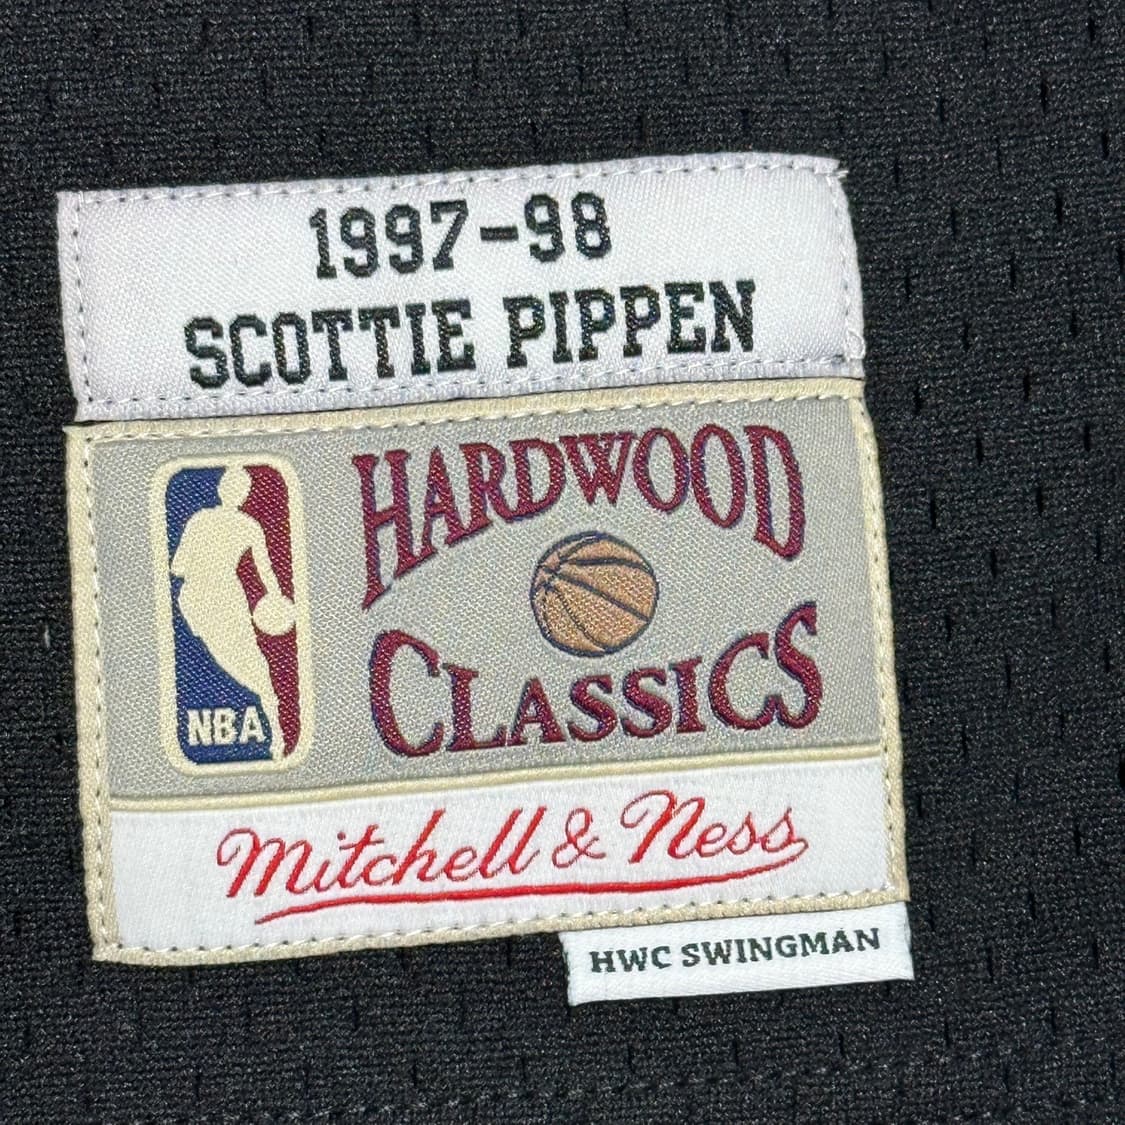 1997-98
SCOTTIE PIPPEN
HARDWOOD
CLASSICS
NBA
Mitchell & Ness
HWC SWINGMAN